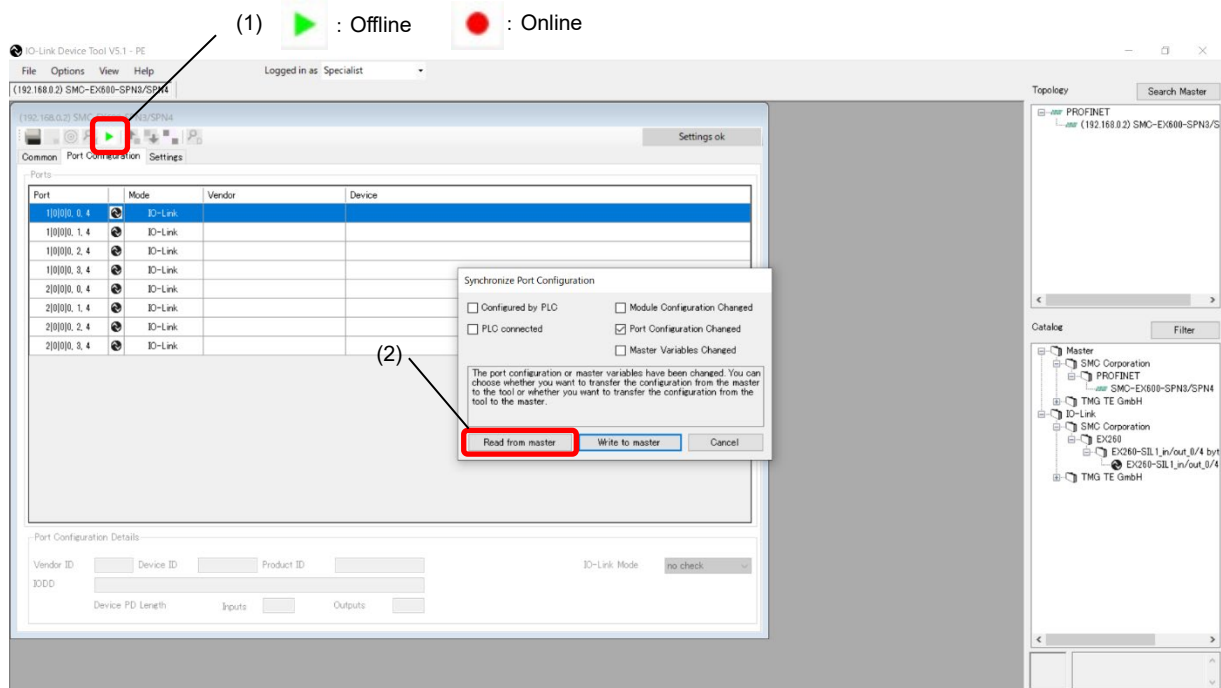 (1) : Offline : Online
IO-Link Device Tool V5.1 - PE
File Options View Help Logged in as Specialist
(192.168.0.2) SMC-EX600-SPN3/SPN4
Topology Search Master
PROFINET
(192.168.0.2) SMC-EX600-SPN3/S
(192.168.0.2) SMC-EX600-SPN3/SPN4
Settings ok
Common Port Configuration Settings
Ports
Port Mode Vendor Device
1|0|0|0, 0, 4 IO-Link
1|0|0|0, 1, 4 IO-Link
1|0|0|0, 2, 4 IO-Link
1|0|0|0, 3, 4 IO-Link
2|0|0|0, 0, 4 IO-Link
2|0|0|0, 1, 4 IO-Link
2|0|0|0, 2, 4 IO-Link
2|0|0|0, 3, 4 IO-Link
(2)
Synchronize Port Configuration
Configured by PLC Module Configuration Changed
PLC connected Port Configuration Changed
Master Variables Changed
The port configuration or master variables have been changed. You can
choose whether you want to transfer the configuration from the master
to the tool or whether you want to transfer the configuration from the
tool to the master.
Read from master Write to master Cancel
Catalog Filter
Master
SMC Corporation
PROFINET
SMC-EX600-SPN3/SPN4
TMG TE GmbH
IO-Link
SMC Corporation
EX260
EX260-SIL1_in/out_0/4 byt
EX260-SIL1_in/out_0/4
TMG TE GmbH
Port Configuration Details
Vendor ID Device ID Product ID IO-Link Mode no check
IODD
Device PD Length Inputs Outputs